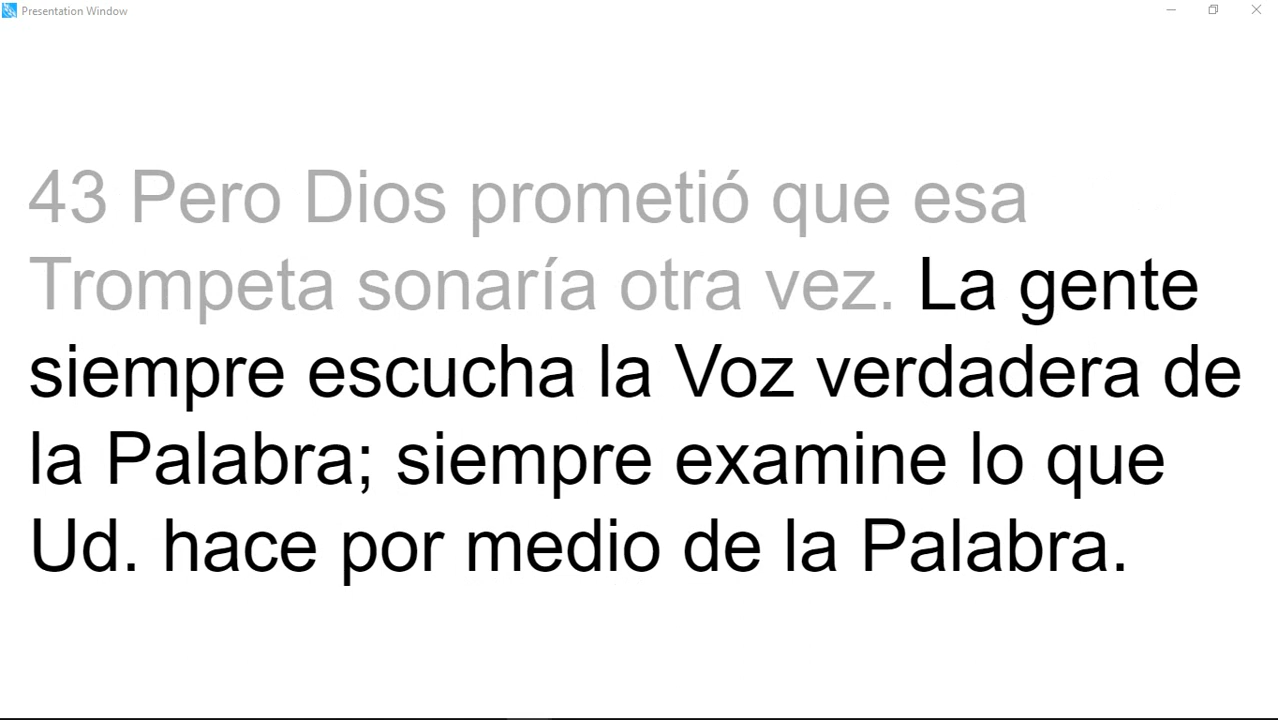 Presentation Window
43 Pero Dios prometió que esa
Trompeta sonaría otra vez. La gente
siempre escucha la Voz verdadera de
la Palabra; siempre examine lo que
Ud. hace por medio de la Palabra.